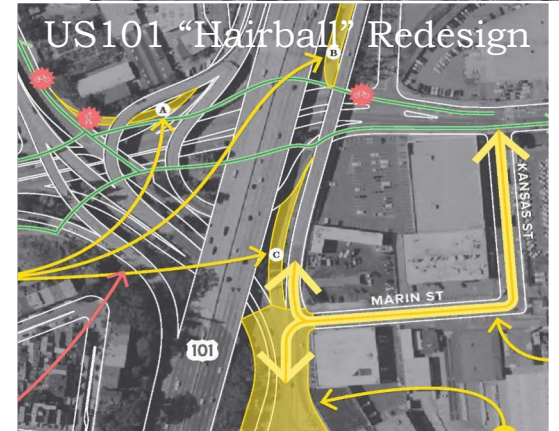 US101 "Hairball" Redesign
B
A
KANSAS ST
C
MARIN ST
101